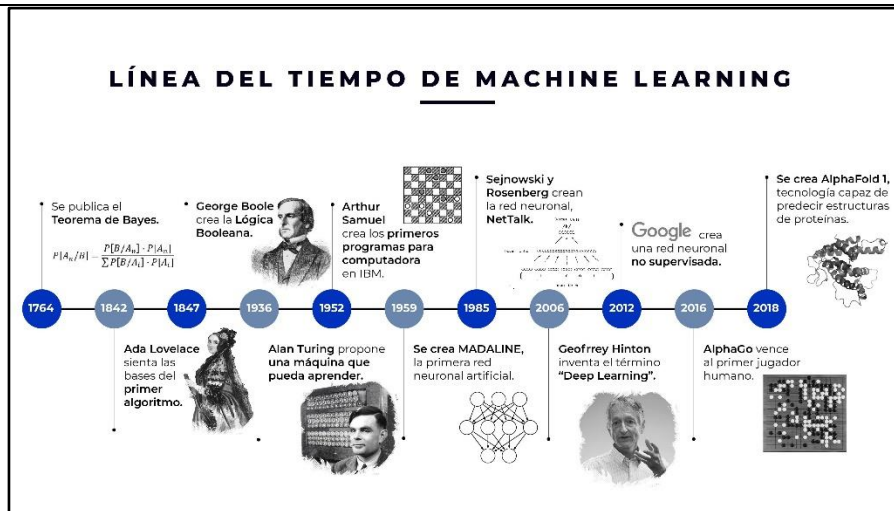 LÍNEA DEL TIEMPO DE MACHINE LEARNING
Se publica el
Teorema de Bayes.
George Boole
crea la Lógica
Booleana.
Arthur
Samuel
crea los primeros
programas para
computadora
en IBM.
Sejnowski y
Rosenberg crean
la red neuronal,
NetTalk.
Google crea
una red neuronal
no supervisada.
Se crea AlphaFold 1,
tecnología capaz de
predecir estructuras
de proteínas.
1764 1842 1847 1936 1952 1959 1985 2006 2012 2016 2018
Ada Lovelace
sienta las
bases del
primer
algoritmo.
Alan Turing propone
una máquina que
pueda aprender.
Se crea MADALINE,
la primera red
neuronal artificial.
Geofrrey Hinton
inventa el término
“Deep Learning”.
AlphaGo vence
al primer jugador
humano.